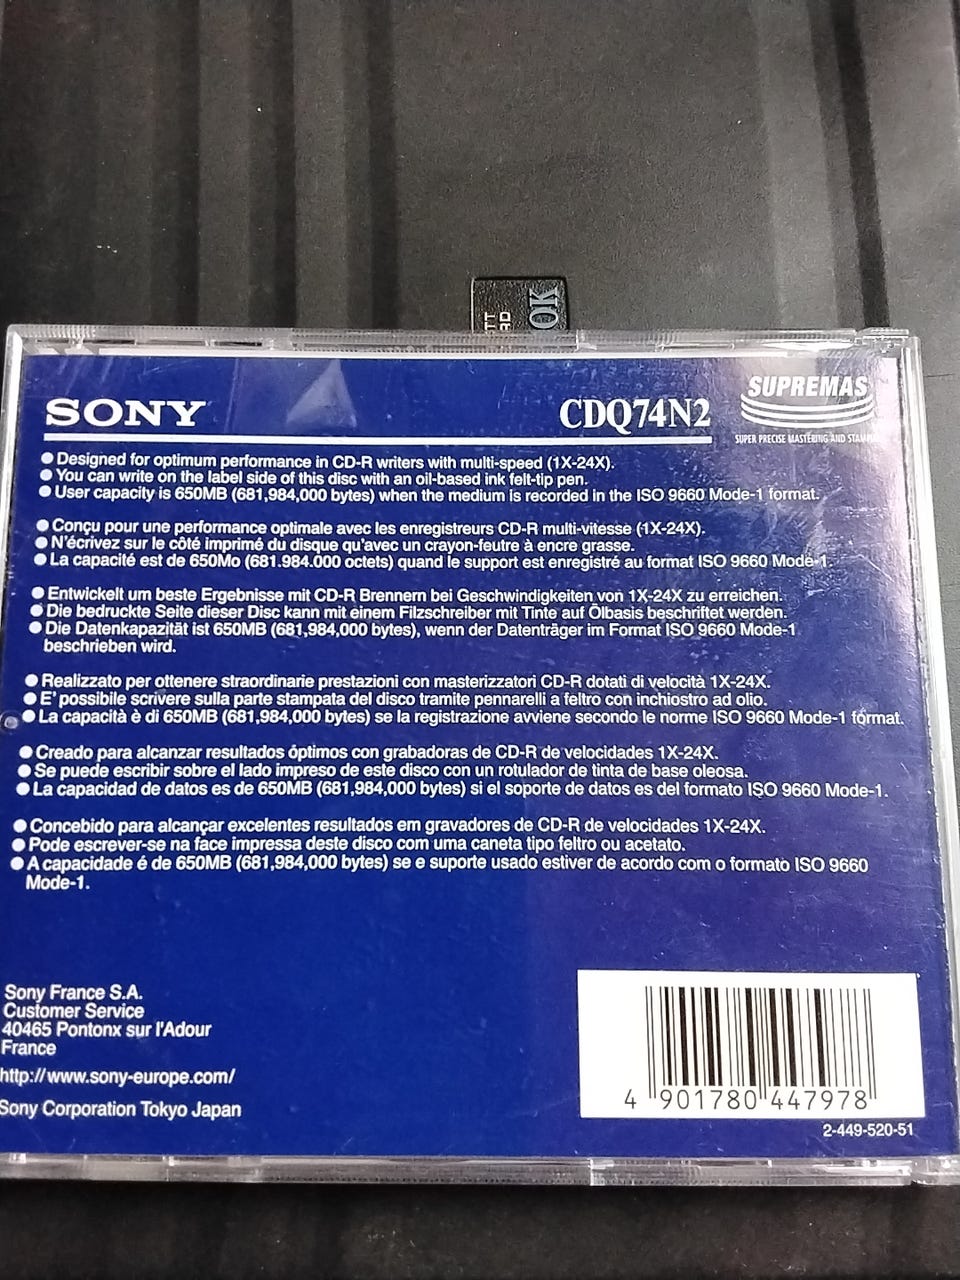 OK
SONY
CDQ74N2
SUPREMAS
SUPER PRECISE MASTERING AND
● Designed for optimum performance in CD-R writers with multi-speed (1X-24X).
● You can write on the label side of this disc with an oil-based ink felt-tip pen.
● User capacity is 650MB (681,984,000 bytes) when the medium is recorded in the ISO 9660 Mode-1 format.
● Conçu pour une performance optimale avec les enregistreurs CD-R multi-vitesse (1X-24X).
● N'écrivez sur le côté imprimé du disque qu'avec un crayon-feutre à encre grasse.
● La capacité est de 650Mo (681.984.000 octets) quand le support est enregistré au format ISO 9660 Mode-1.
● Entwickelt um beste Ergebnisse mit CD-R Brennern bei Geschwindigkeiten von 1X-24X zu erreichen.
● Die bedruckte Seite dieser Disc kann mit einem Filzschreiber mit Tinte auf Ölbasis beschriftet werden.
● Die Datenkapazität ist 650MB (681,984,000 bytes), wenn der Datenträger im Format ISO 9660 Mode-1
beschrieben wird.
● Realizzato per ottenere straordinarie prestazioni con masterizzatori CD-R dotati di velocità 1X-24X.
● E' possibile scrivere sulla parte stampata del disco tramite pennarelli a feltro con inchiostro ad olio.
● La capacità è di 650MB (681,984,000 bytes) se la registrazione avviene secondo le norme ISO 9660 Mode-1 format.
● Creado para alcanzar resultados óptimos con grabadoras de CD-R de velocidades 1X-24X.
● Se puede escribir sobre el lado impreso de este disco con un rotulador de tinta de base oleosa.
● La capacidad de datos es de 650MB (681,984,000 bytes) si el soporte de datos es del formato ISO 9660 Mode-1.
● Concebido para alcançar excelentes resultados em gravadores de CD-R de velocidades 1X-24X.
● Pode escrever-se na face impressa deste disco com uma caneta tipo feltro ou acetato.
● A capacidade é de 650MB (681,984,000 bytes) se e suporte usado estiver de acordo com o formato ISO 9660
Mode-1.
Sony France S.A.
Customer Service
40465 Pontonx sur l'Adour
France
http://www.sony-europe.com/
Sony Corporation Tokyo Japan
4 901780 447978
2-449-520-51